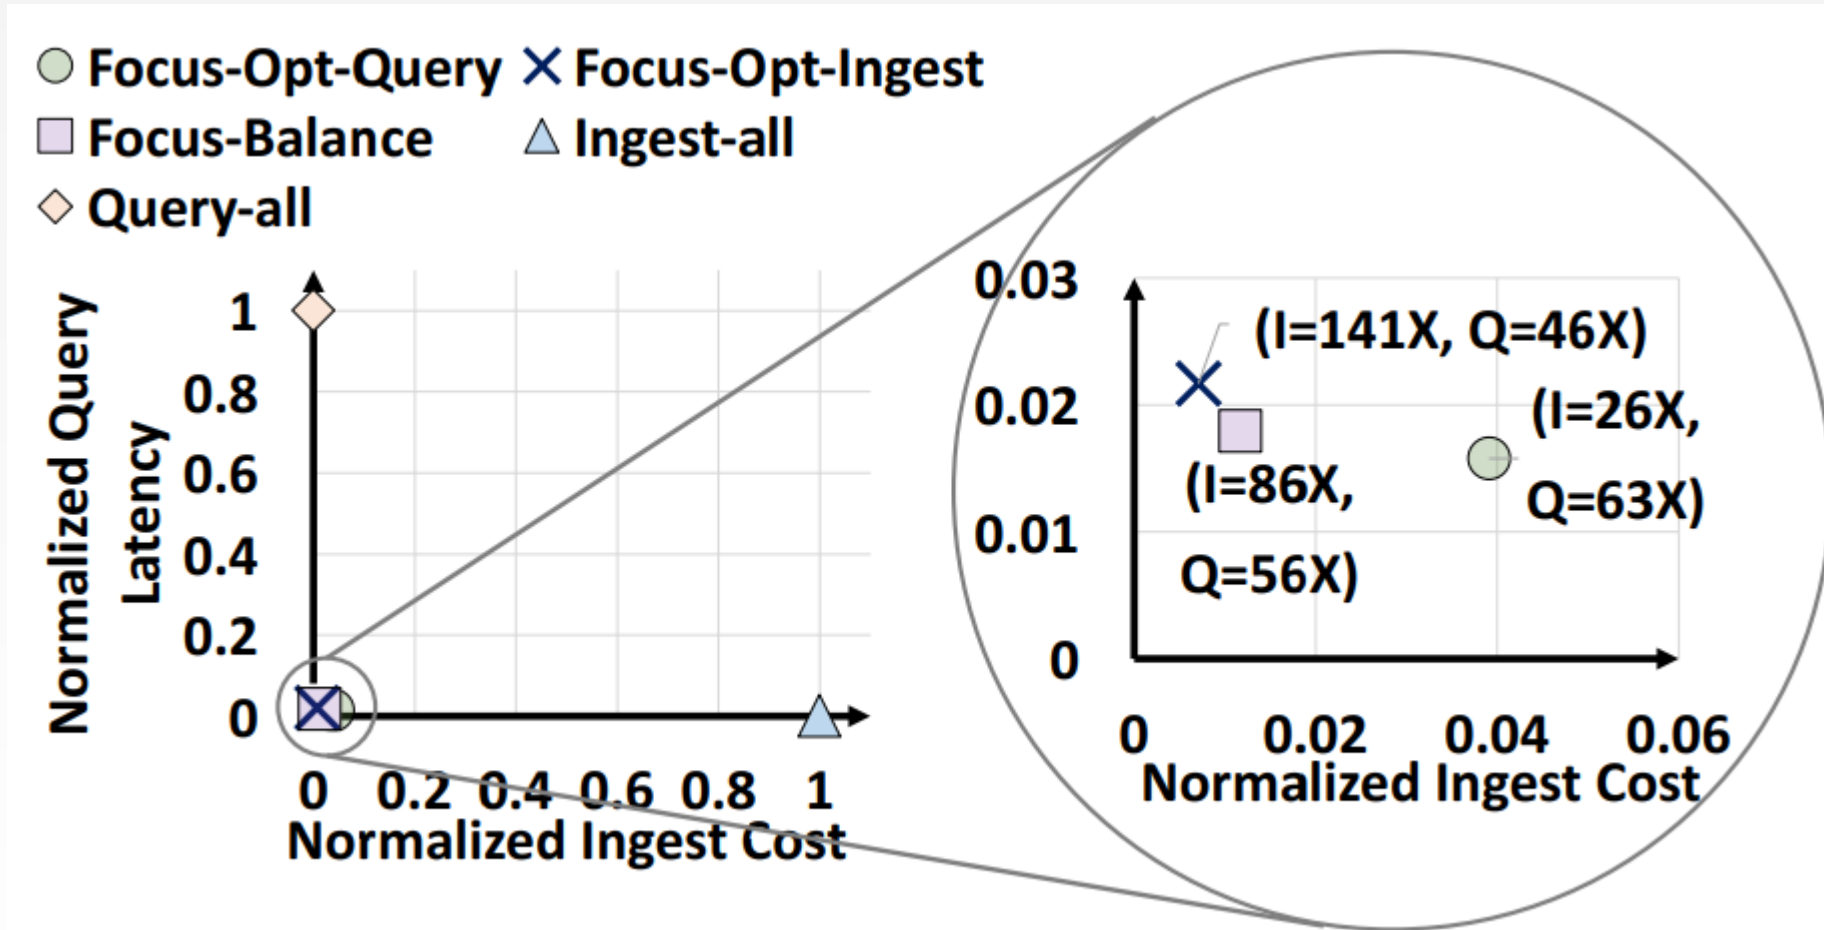 Focus-Opt-Query Focus-Opt-Ingest
Focus-Balance Ingest-all
Query-all
Normalized Query
Latency
1
0.8
0.6
0.4
0.2
0
0 0.2 0.4 0.6 0.8 1
Normalized Ingest Cost
0.03
0.02
0.01
0
(I=141X, Q=46X)
(I=26X,
Q=63X)
(I=86X,
Q=56X)
0 0.02 0.04 0.06
Normalized Ingest Cost